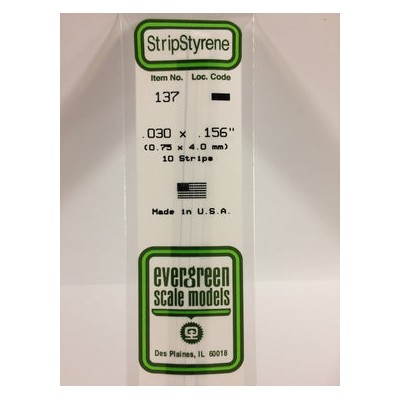 StripStyrene
Item No. Loc. Code
137
.030 x .156"
(0.75 x 4.0 mm)
10 Strips
Made in U.S.A.
evergreen
scale models
Des Plaines, IL 60018